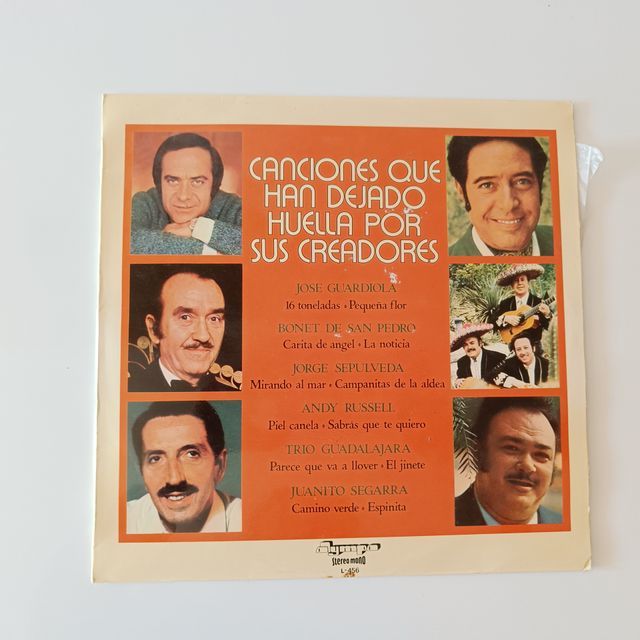 CANCIONES QUE
HAN DEJADO
HUELLA POR
SUS CREADORES
JOSE GUARDIOLA
16 toneladas • Pequeña flor
BONET DE SAN PEDRO
Carita de angel • La noticia
JORGE SEPULVEDA
Mirando al mar • Campanitas de la aldea
ANDY RUSSELL
Piel canela • Sabrás que te quiero
TRIO GUADALAJARA
Parece que va a llover • El jinete
JUANITO SEGARRA
Camino verde • Espinita
Olympo
Stereo mono
L-456